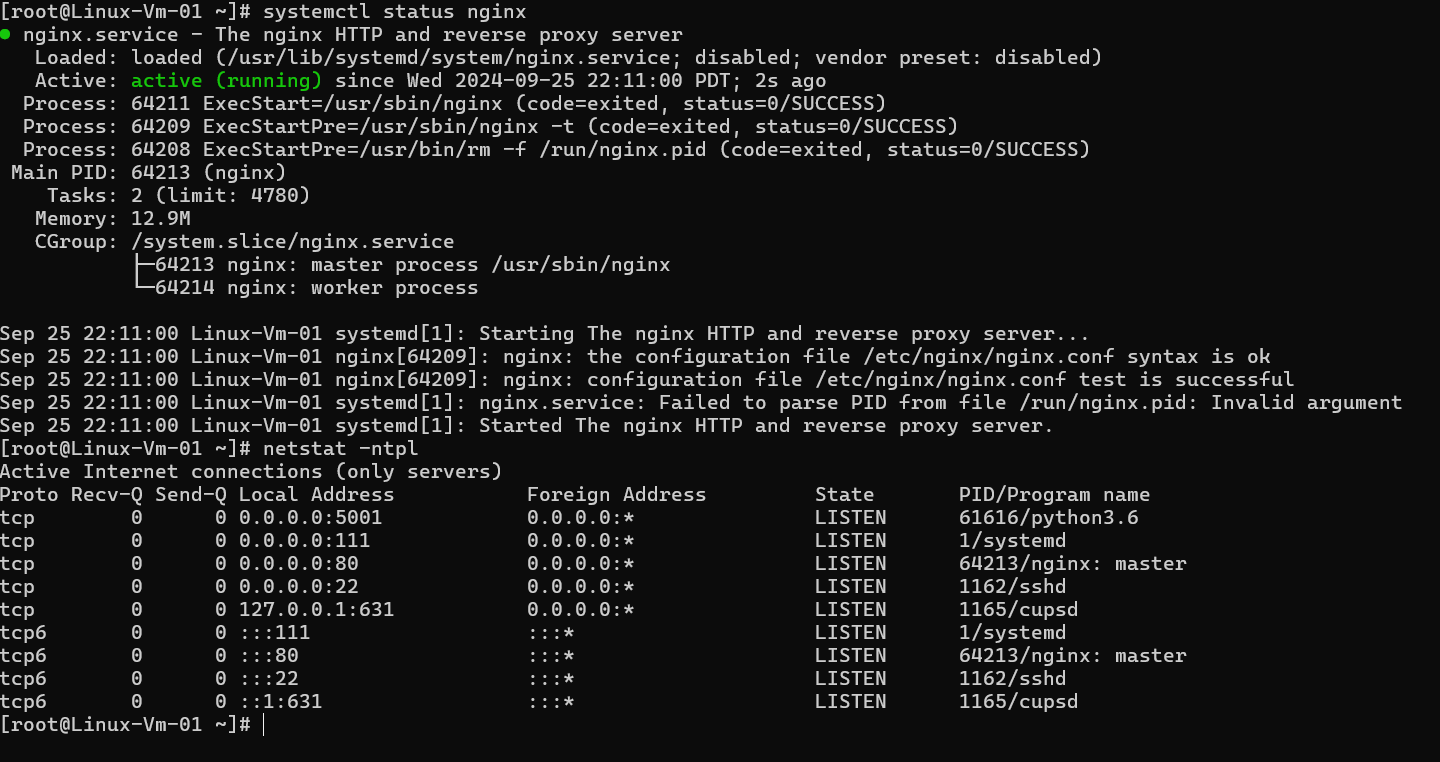 [root@Linux-Vm-01 ~]# systemctl status nginx
● nginx.service - The nginx HTTP and reverse proxy server
   Loaded: loaded (/usr/lib/systemd/system/nginx.service; disabled; vendor preset: disabled)
   Active: active (running) since Wed 2024-09-25 22:11:00 PDT; 2s ago
  Process: 64211 ExecStart=/usr/sbin/nginx (code=exited, status=0/SUCCESS)
  Process: 64209 ExecStartPre=/usr/sbin/nginx -t (code=exited, status=0/SUCCESS)
  Process: 64208 ExecStartPre=/usr/bin/rm -f /run/nginx.pid (code=exited, status=0/SUCCESS)
 Main PID: 64213 (nginx)
    Tasks: 2 (limit: 4780)
   Memory: 12.9M
   CGroup: /system.slice/nginx.service
           ├─64213 nginx: master process /usr/sbin/nginx
           └─64214 nginx: worker process

Sep 25 22:11:00 Linux-Vm-01 systemd[1]: Starting The nginx HTTP and reverse proxy server...
Sep 25 22:11:00 Linux-Vm-01 nginx[64209]: nginx: the configuration file /etc/nginx/nginx.conf syntax is ok
Sep 25 22:11:00 Linux-Vm-01 nginx[64209]: nginx: configuration file /etc/nginx/nginx.conf test is successful
Sep 25 22:11:00 Linux-Vm-01 systemd[1]: nginx.service: Failed to parse PID from file /run/nginx.pid: Invalid argument
Sep 25 22:11:00 Linux-Vm-01 systemd[1]: Started The nginx HTTP and reverse proxy server.
[root@Linux-Vm-01 ~]# netstat -ntpl
Active Internet connections (only servers)
Proto Recv-Q Send-Q Local Address           Foreign Address         State       PID/Program name
tcp        0      0 0.0.0.0:5001            0.0.0.0:*               LISTEN      61616/python3.6
tcp        0      0 0.0.0.0:111             0.0.0.0:*               LISTEN      1/systemd
tcp        0      0 0.0.0.0:80              0.0.0.0:*               LISTEN      64213/nginx: master
tcp        0      0 0.0.0.0:22              0.0.0.0:*               LISTEN      1162/sshd
tcp        0      0 127.0.0.1:631           0.0.0.0:*               LISTEN      1165/cupsd
tcp6       0      0 :::111                  :::*                    LISTEN      1/systemd
tcp6       0      0 :::80                   :::*                    LISTEN      64213/nginx: master
tcp6       0      0 :::22                   :::*                    LISTEN      1162/sshd
tcp6       0      0 ::1:631                 :::*                    LISTEN      1165/cupsd
[root@Linux-Vm-01 ~]#